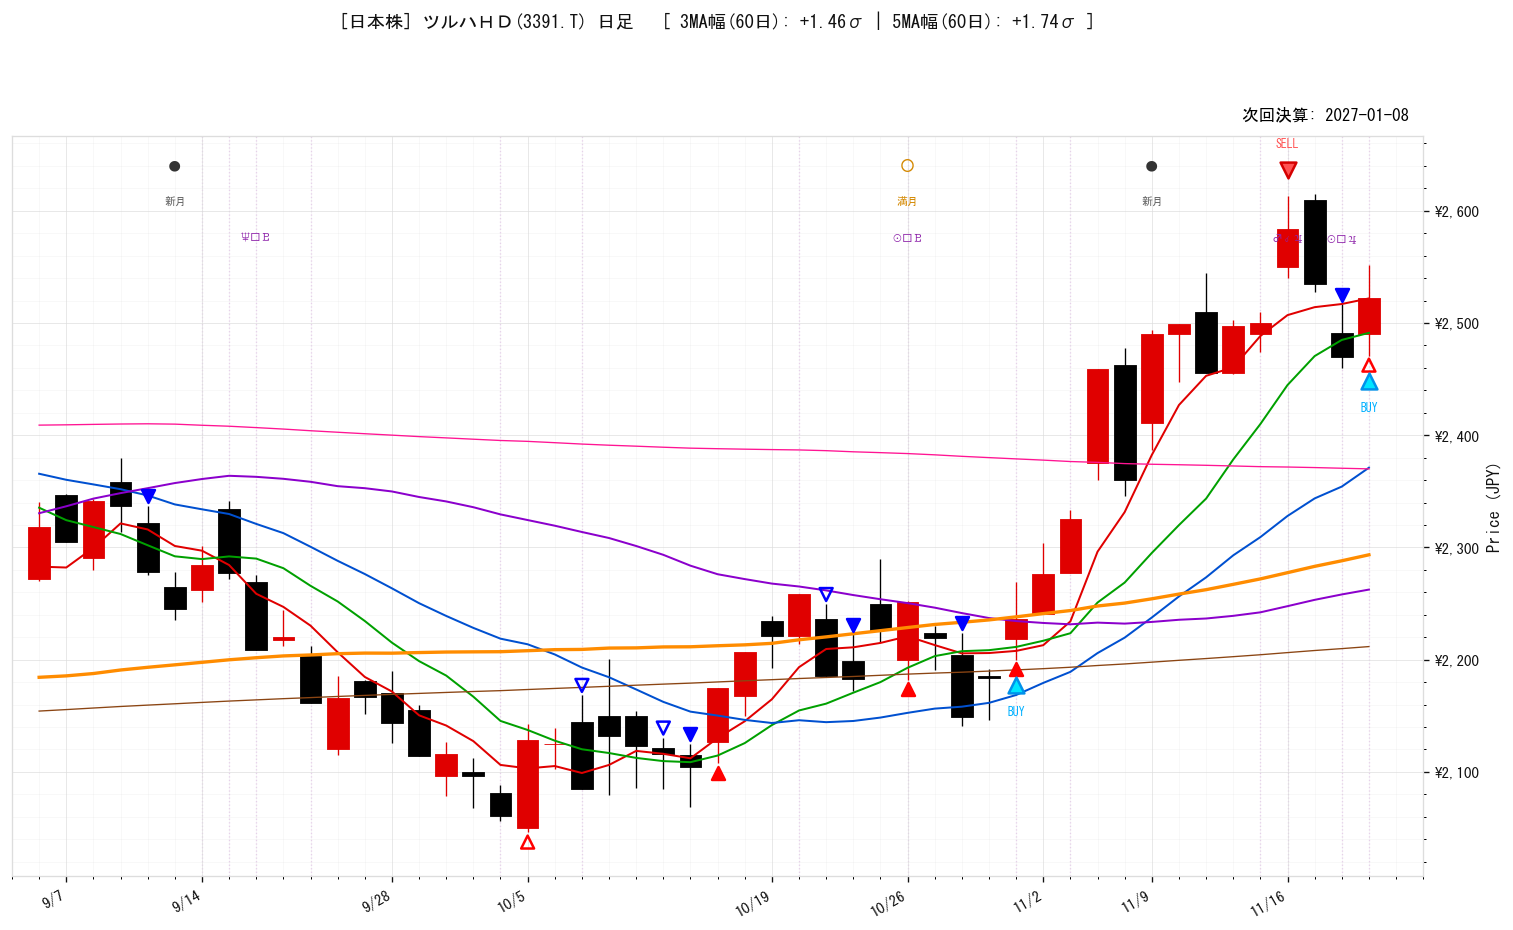 [日本株] ツルハＨＤ(3391.T) 日足　 [ 3MA幅(60日): +1.46σ | 5MA幅(60日): +1.74σ ]
次回決算: 2027-01-08
SELL
新月
満月
新月
♆□♇
☉□♇
☉□♃
¥2,600
¥2,500
¥2,400
¥2,300
¥2,200
¥2,100
Price (JPY)
BUY
BUY
9/7
9/14
9/28
10/5
10/19
10/26
11/2
11/9
11/16